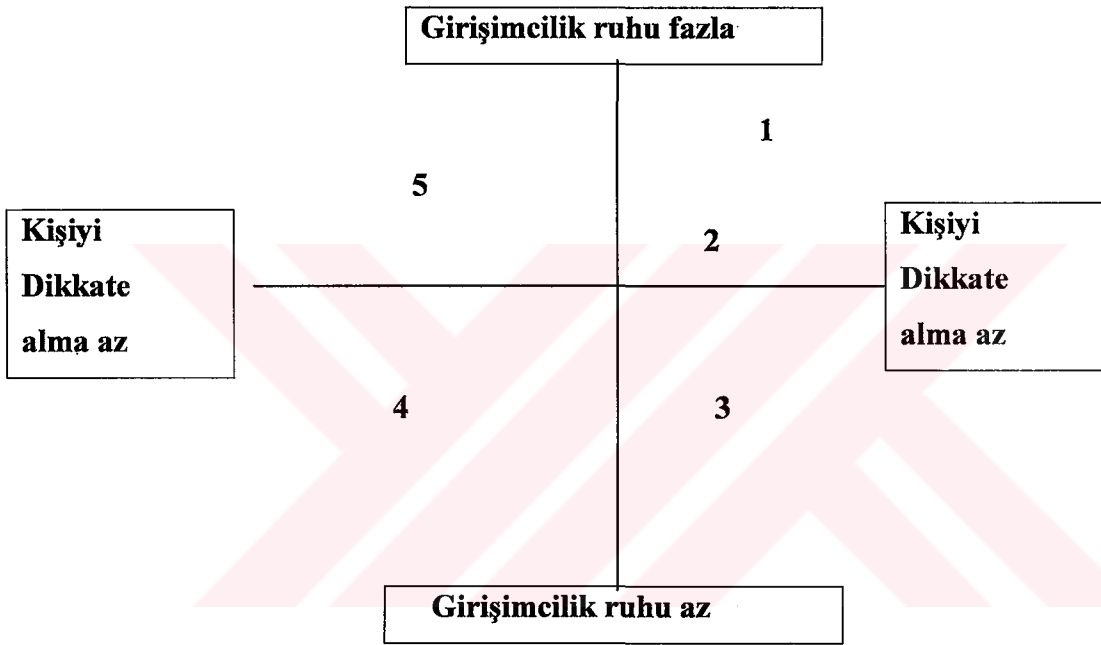 Girişimcilik ruhu fazla
1
5
Kişiyi
Dikkate
alma az
2
Kişiyi
Dikkate
alma az
4
3
Girişimcilik ruhu az